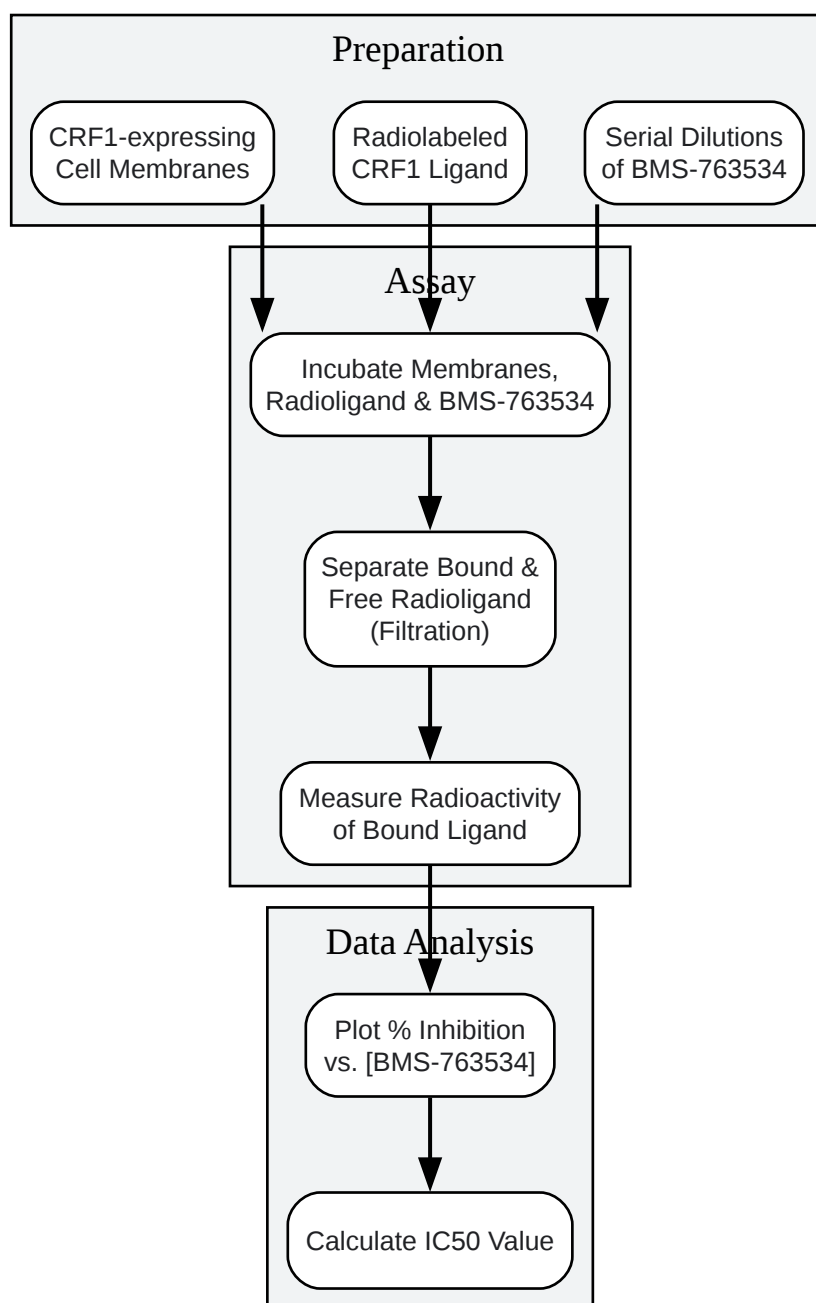 Preparation
CRF1-expressing
Cell Membranes
Radiolabeled
CRF1 Ligand
Serial Dilutions
of BMS-763534
Assay
Incubate Membranes,
Radioligand & BMS-763534
Separate Bound &
Free Radioligand
(Filtration)
Measure Radioactivity
of Bound Ligand
Data Analysis
Plot % Inhibition
vs. [BMS-763534]
Calculate IC50 Value